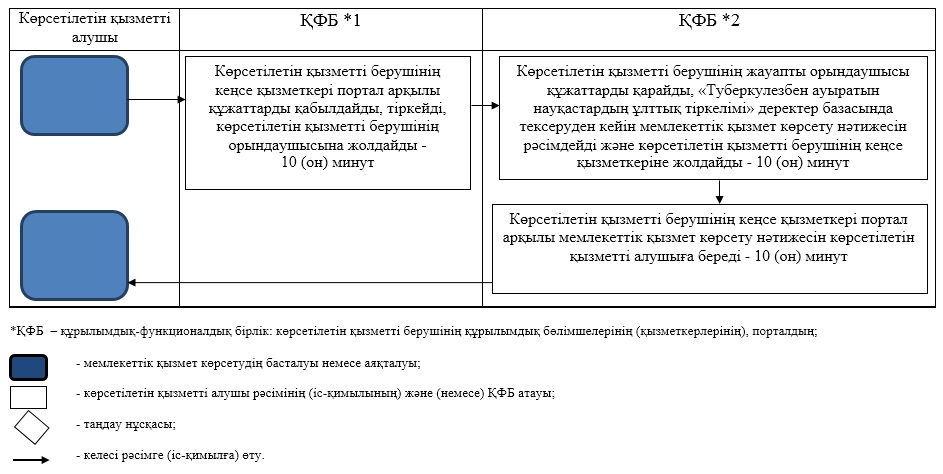 Көрсетілетін қызметті
алушы
ҚФБ *1
ҚФБ *2
Көрсетілетін қызметті берушінің
кеңсе қызметкері портал арқылы
құжаттарды қабылдайды, тіркейді,
көрсетілетін қызметті берушінің
орындаушысына жолдайды -
10 (он) минут
Көрсетілетін қызметті берушінің жауапты орындаушысы
құжаттарды қарайды, «Туберкулезбен ауыратын
науқастардың ұлттық тіркелімі» деректер базасында
тексеруден кейін мемлекеттік қызмет көрсету нәтижесін
рәсімдейді және көрсетілетін қызметті берушінің кеңсе
қызметкеріне жолдайды - 10 (он) минут
Көрсетілетін қызметті берушінің кеңсе қызметкері портал
арқылы мемлекеттік қызмет көрсету нәтижесін көрсетілетін
қызметті алушыға береді - 10 (он) минут
*ҚФБ – құрылымдық-функционалдық бірлік: көрсетілетін қызметті берушінің құрылымдық бөлімшелерінің (қызметкерлерінің), порталдың;
- мемлекеттік қызмет көрсетудің басталуы немесе аяқталуы;
- көрсетілетін қызметті алушы рәсімінің (іс-қимылының) және (немесе) ҚФБ атауы;
- таңдау нұсқасы;
- келесі рәсімге (іс-қимылға) өту.